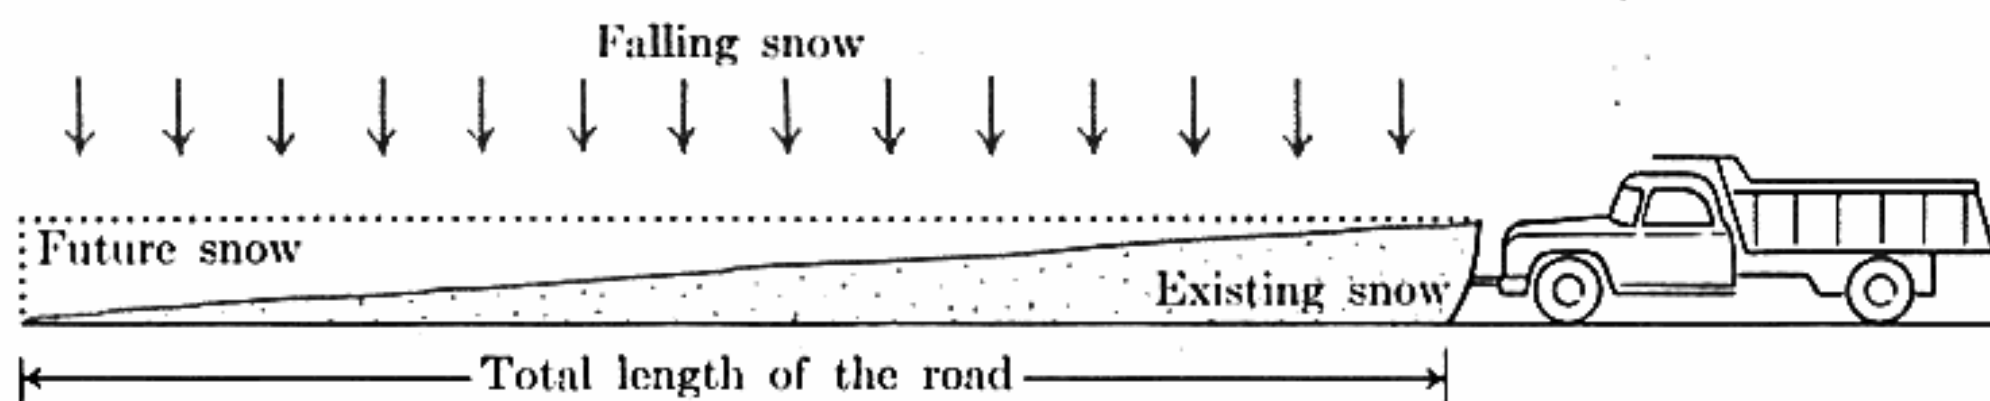 Falling snow
Future snow
Existing snow
Total length of the road